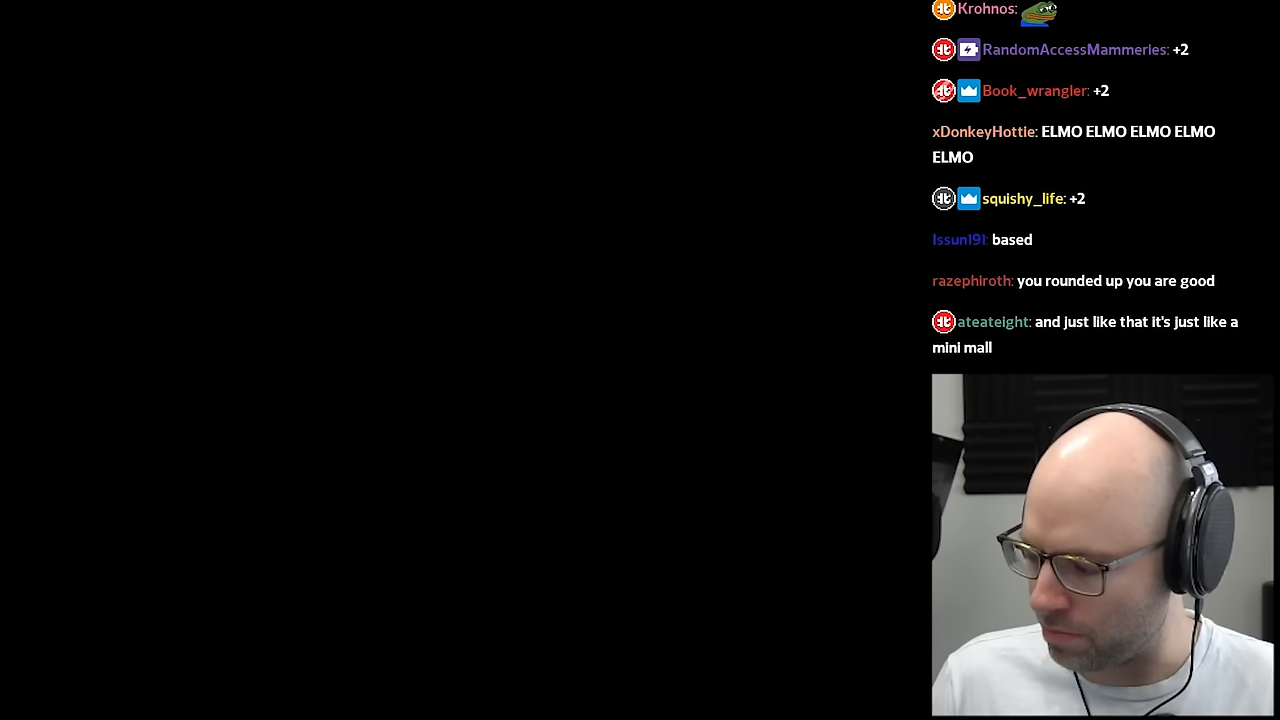 Krohnos:
RandomAccessMammeries: +2
Book_wrangler: +2
xDonkeyHottie: ELMO ELMO ELMO ELMO
ELMO
squishy_life: +2
Issun191: based
razephiroth: you rounded up you are good
ateateight: and just like that it's just like a
mini mall